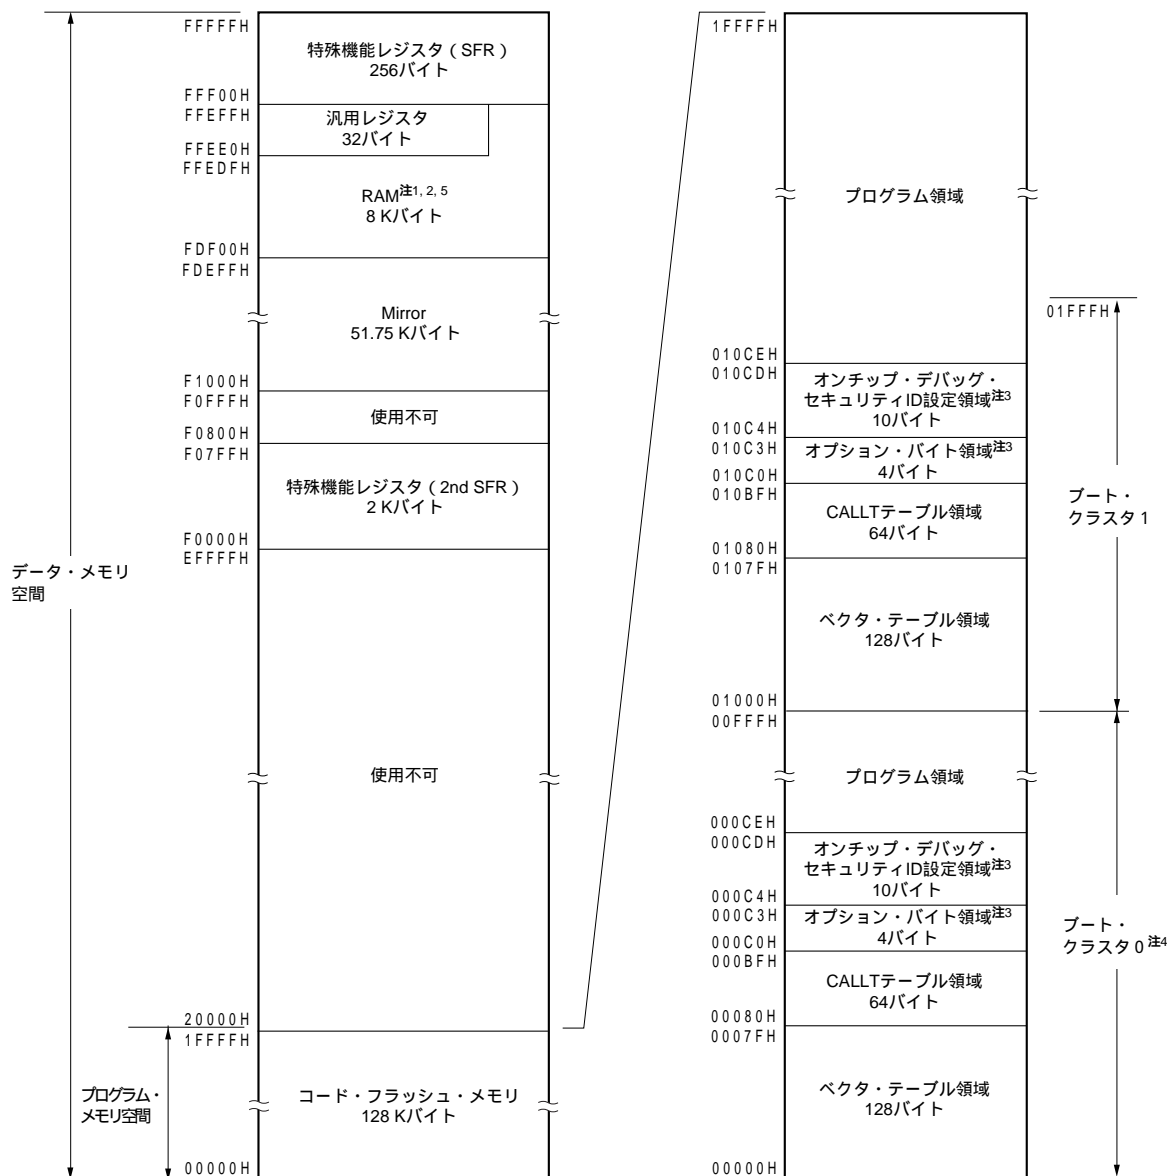 FFFFFH
特殊機能レジスタ（SFR）
256バイト
FFF00H
FFEFFH
汎用レジスタ
32バイト
FFEE0H
FFEDFH
RAM注1, 2, 5
8 Kバイト
FDF00H
FDEFFH
Mirror
51.75 Kバイト
F1000H
F0FFFH
使用不可
F0800H
F07FFH
特殊機能レジスタ（2nd SFR）
2 Kバイト
F0000H
EFFFFH
データ・メモリ
空間
使用不可
20000H
1FFFFH
プログラム・
メモリ空間
コード・フラッシュ・メモリ
128 Kバイト
00000H
1FFFFH
プログラム領域
01FFFH
010CEH
010CDH
オンチップ・デバッグ・
セキュリティID設定領域注3
10バイト
010C4H
010C3H
オプション・バイト領域注3
4バイト
010C0H
010BFH
CALLTテーブル領域
64バイト
ブート・
クラスタ1
01080H
0107FH
ベクタ・テーブル領域
128バイト
01000H
00FFFH
プログラム領域
000CEH
000CDH
オンチップ・デバッグ・
セキュリティID設定領域注3
10バイト
000C4H
000C3H
オプション・バイト領域注3
4バイト
000C0H
000BFH
ブート・
クラスタ0注4
CALLTテーブル領域
64バイト
00080H
0007FH
ベクタ・テーブル領域
128バイト
00000H